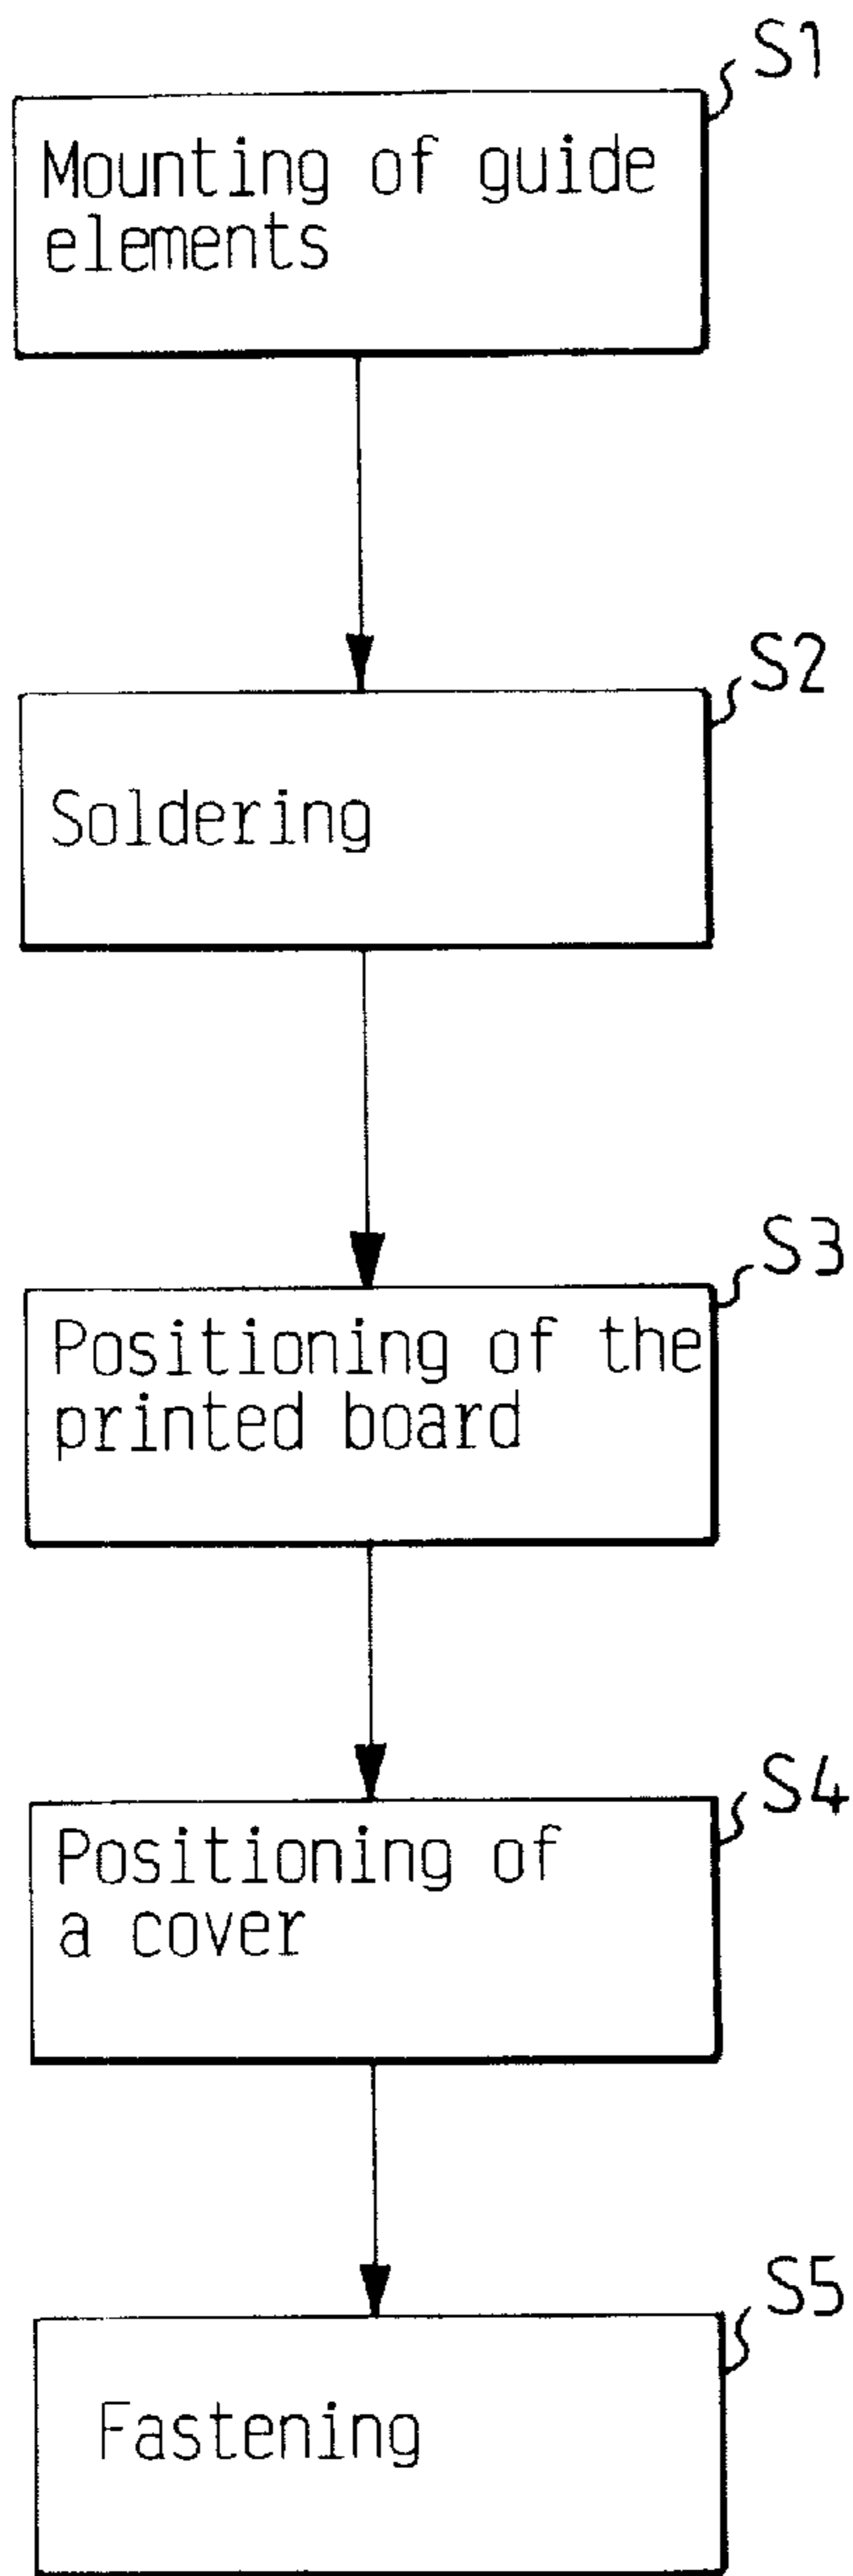 S1
Mounting of guide
elements
S2
Soldering
S3
Positioning of the
printed board
S4
Positioning of
a cover
S5
Fastening